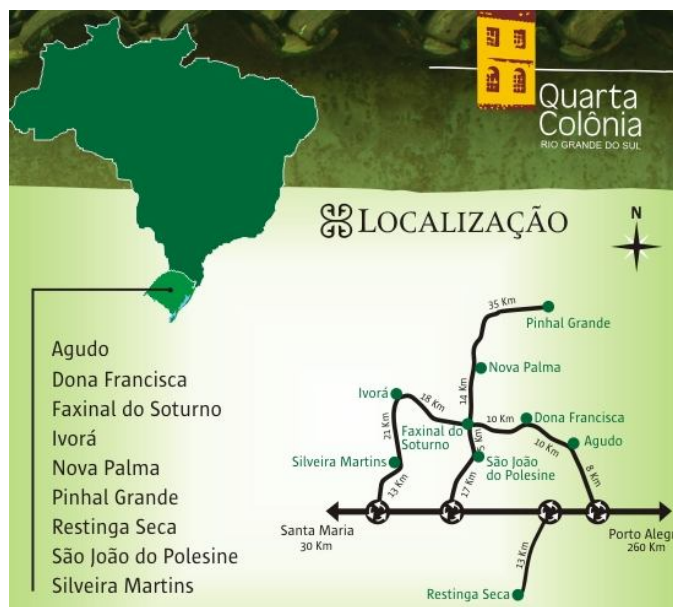 Quarta
Colônia
RIO GRANDE DO SUL
LOCALIZAÇÃO
N
Agudo
Dona Francisca
Faxinal do Soturno
Ivorá
Nova Palma
Pinhal Grande
Restinga Seca
São João do Polesine
Silveira Martins
35 Km
Pinhal Grande
Nova Palma
14 Km
Ivorá
18 Km
10 Km
Dona Francisca
Faxinal do
Soturno
21 Km
5 Km
10 Km
Agudo
Silveira Martins
São João
do Polesine
13 Km
17 Km
8 Km
Santa Maria
30 Km
Porto Alegr
260 Km
13 Km
Restinga Seca